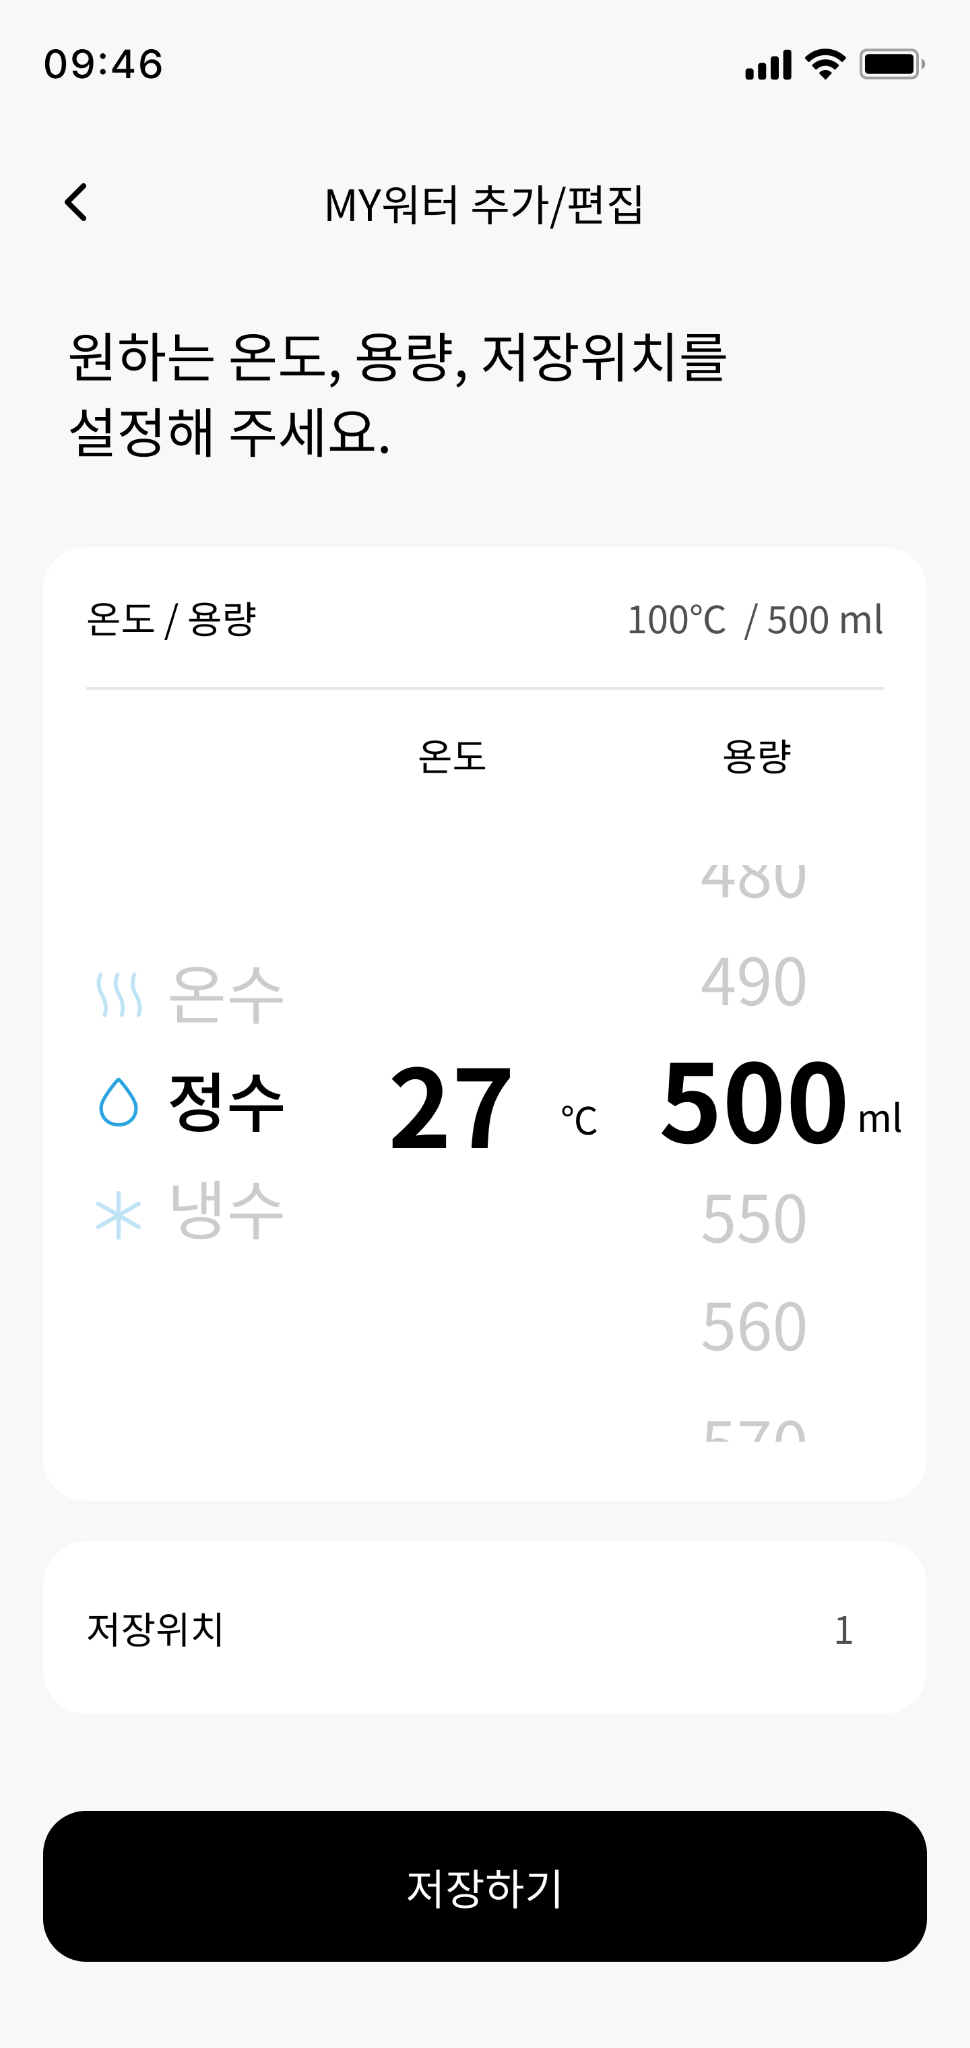 09:46
MY워터 추가/편집
원하는 온도, 용량, 저장위치를
설정해 주세요.
온도 / 용량 100°C / 500 ml
온도 용량
480
온수 490
정수 27 °C 500 ml
냉수 550
560
570
저장위치 1
저장하기